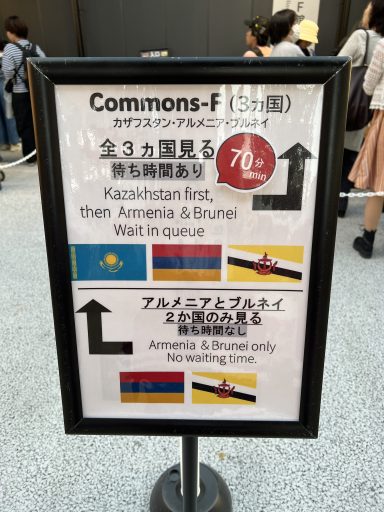 Commons-F (3ヵ国)
カザフスタン・アルメニア・ブルネイ
全３ヵ国見る
待ち時間あり
70分
min
Kazakhstan first,
then Armenia & Brunei
Wait in queue
アルメニアとブルネイ
２か国のみ見る
待ち時間なし
Armenia & Brunei only
No waiting time.
F